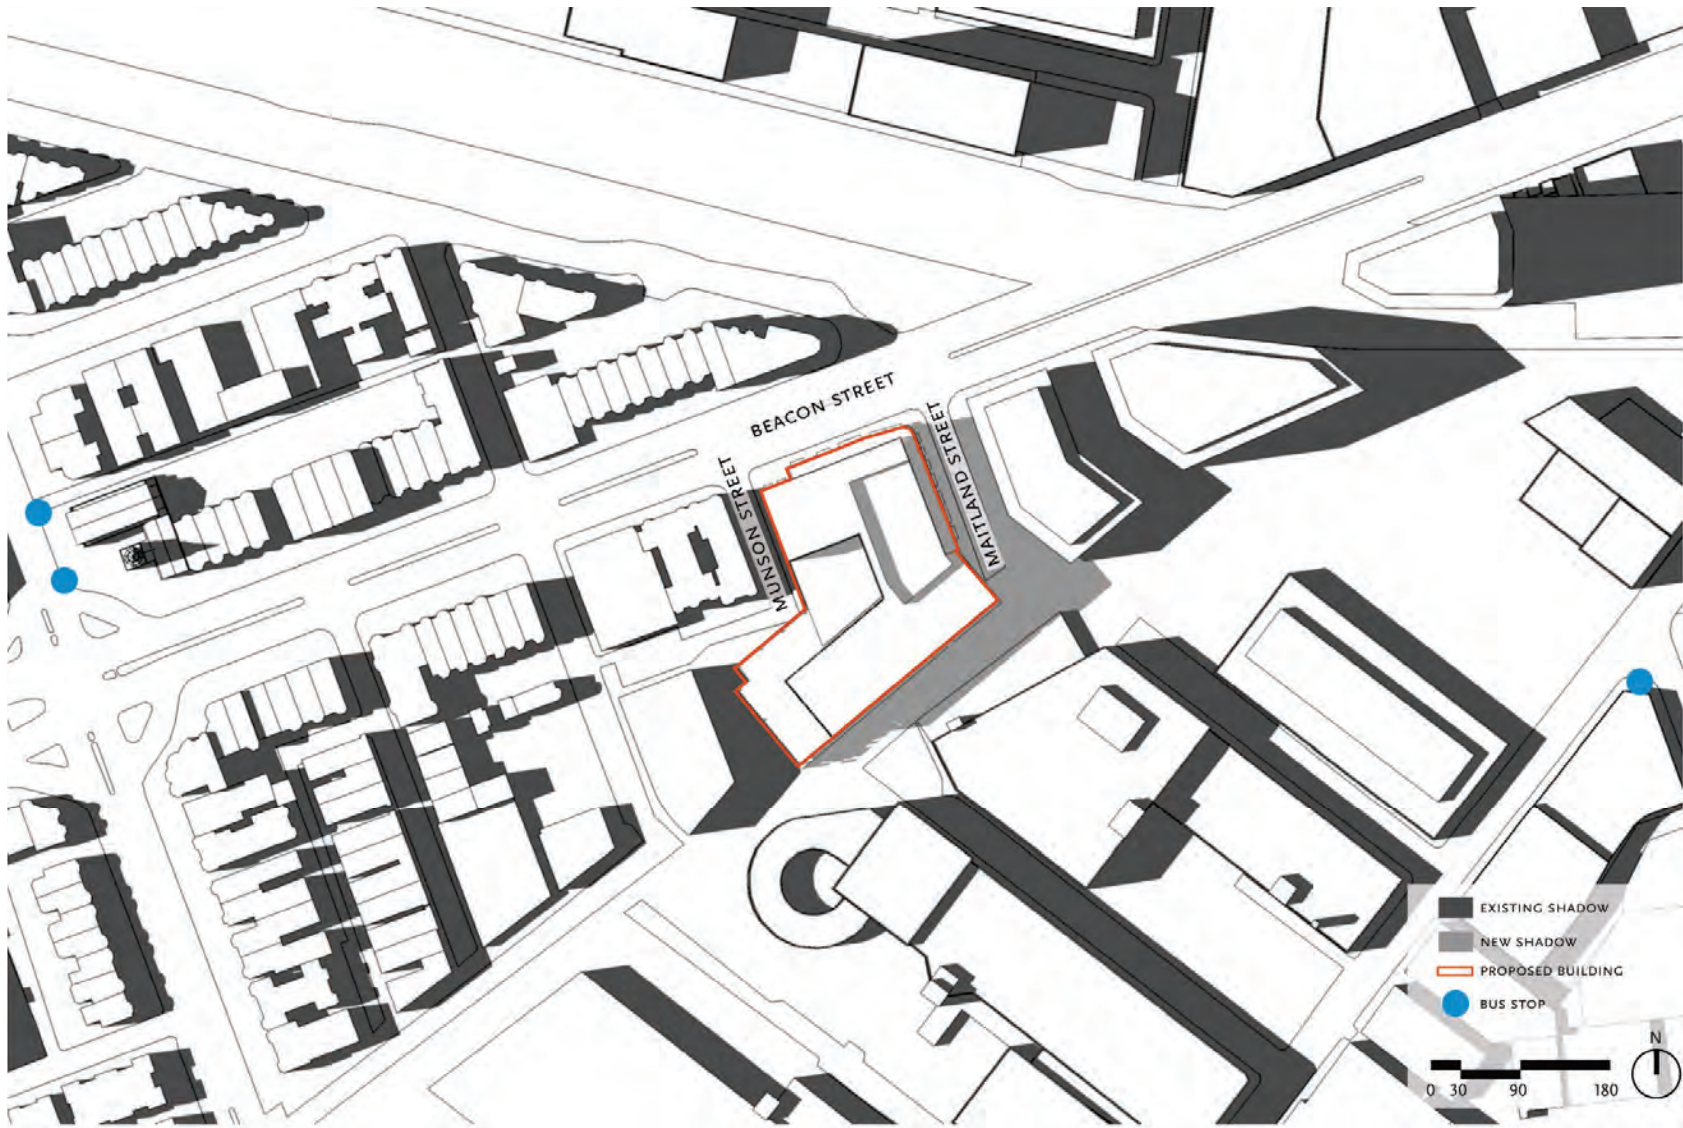 BEACON STREET
MUNSON STREET
MAITLAND STREET
EXISTING SHADOW
NEW SHADOW
PROPOSED BUILDING
BUS STOP
N
0 30 90 180